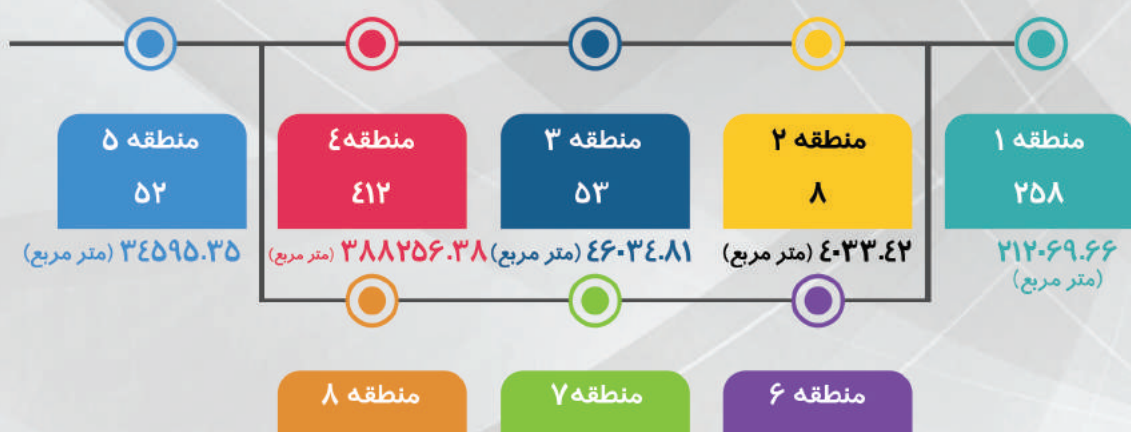 منطقه ۱
۲۵۸
۲۱۲۰۶۹.۶۶
(متر مربع)
منطقه ۲
۸
۴۰۳۳.۴۲ (متر مربع)
منطقه ۳
۵۳
۴۶۰۳۴.۸۱ (متر مربع)
منطقه۴
۴۱۲
۳۸۸۲۵۶.۳۸ (متر مربع)
منطقه ۵
۵۲
۳۴۵۹۵.۳۵ (متر مربع)
منطقه ۶
منطقه۷
منطقه ۸